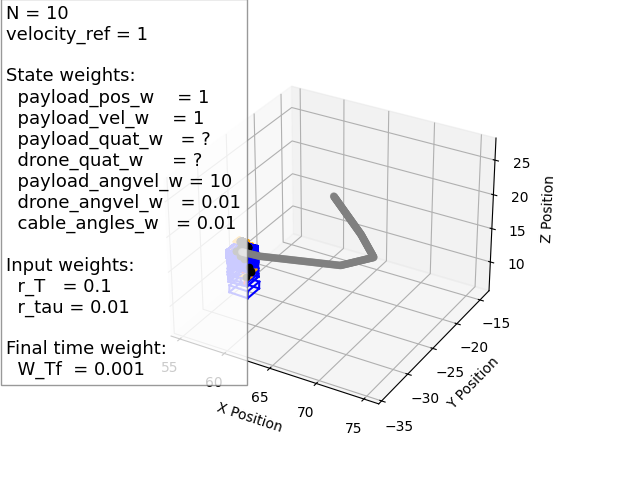 N = 10
velocity_ref = 1
State weights:
payload_pos_w = 1
payload_vel_w = 1
payload_quat_w = ?
drone_quat_w = ?
payload_angvel_w = 10
drone_angvel_w = 0.01
cable_angles_w = 0.01
Input weights:
r_T = 0.1
r_tau = 0.01
Final time weight:
W_Tf = 0.001
55
60
65
70
75
X Position
−35
−30
−25
−20
−15
Y Position
10
15
20
25
Z Position